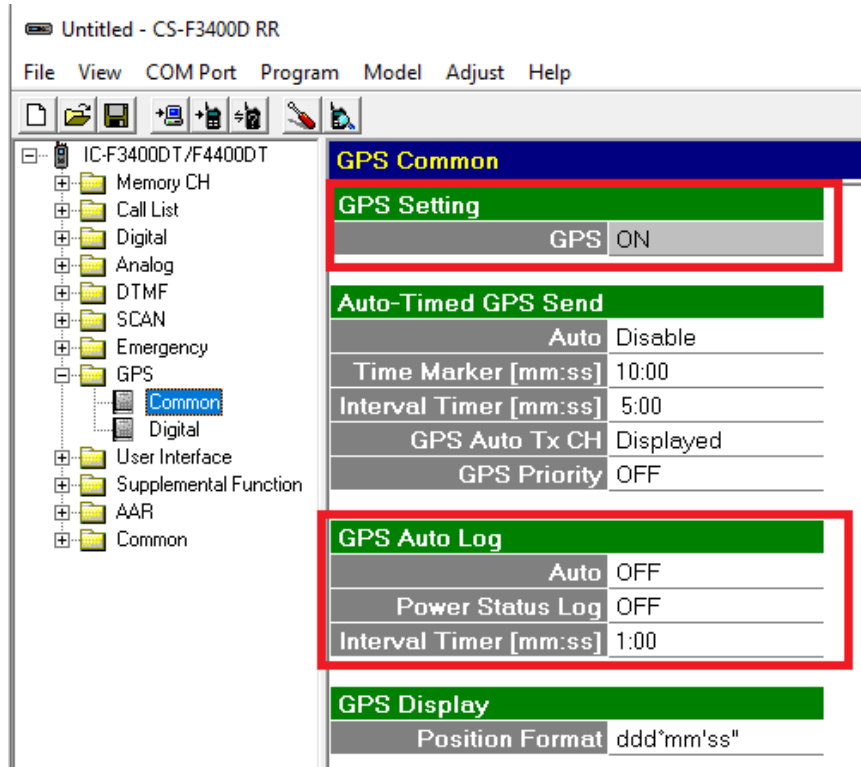 Untitled - CS-F3400D RR
File View COM Port Program Model Adjust Help
IC-F3400DT/F4400DT
Memory CH
Call List
Digital
Analog
DTMF
SCAN
Emergency
GPS
Common
Digital
User Interface
Supplemental Function
AAR
Common
GPS Common
GPS Setting
GPS ON
Auto-Timed GPS Send
Auto Disable
Time Marker [mm:ss] 10:00
Interval Timer [mm:ss] 5:00
GPS Auto Tx CH Displayed
GPS Priority OFF
GPS Auto Log
Auto OFF
Power Status Log OFF
Interval Timer [mm:ss] 1:00
GPS Display
Position Format ddd°mm'ss"